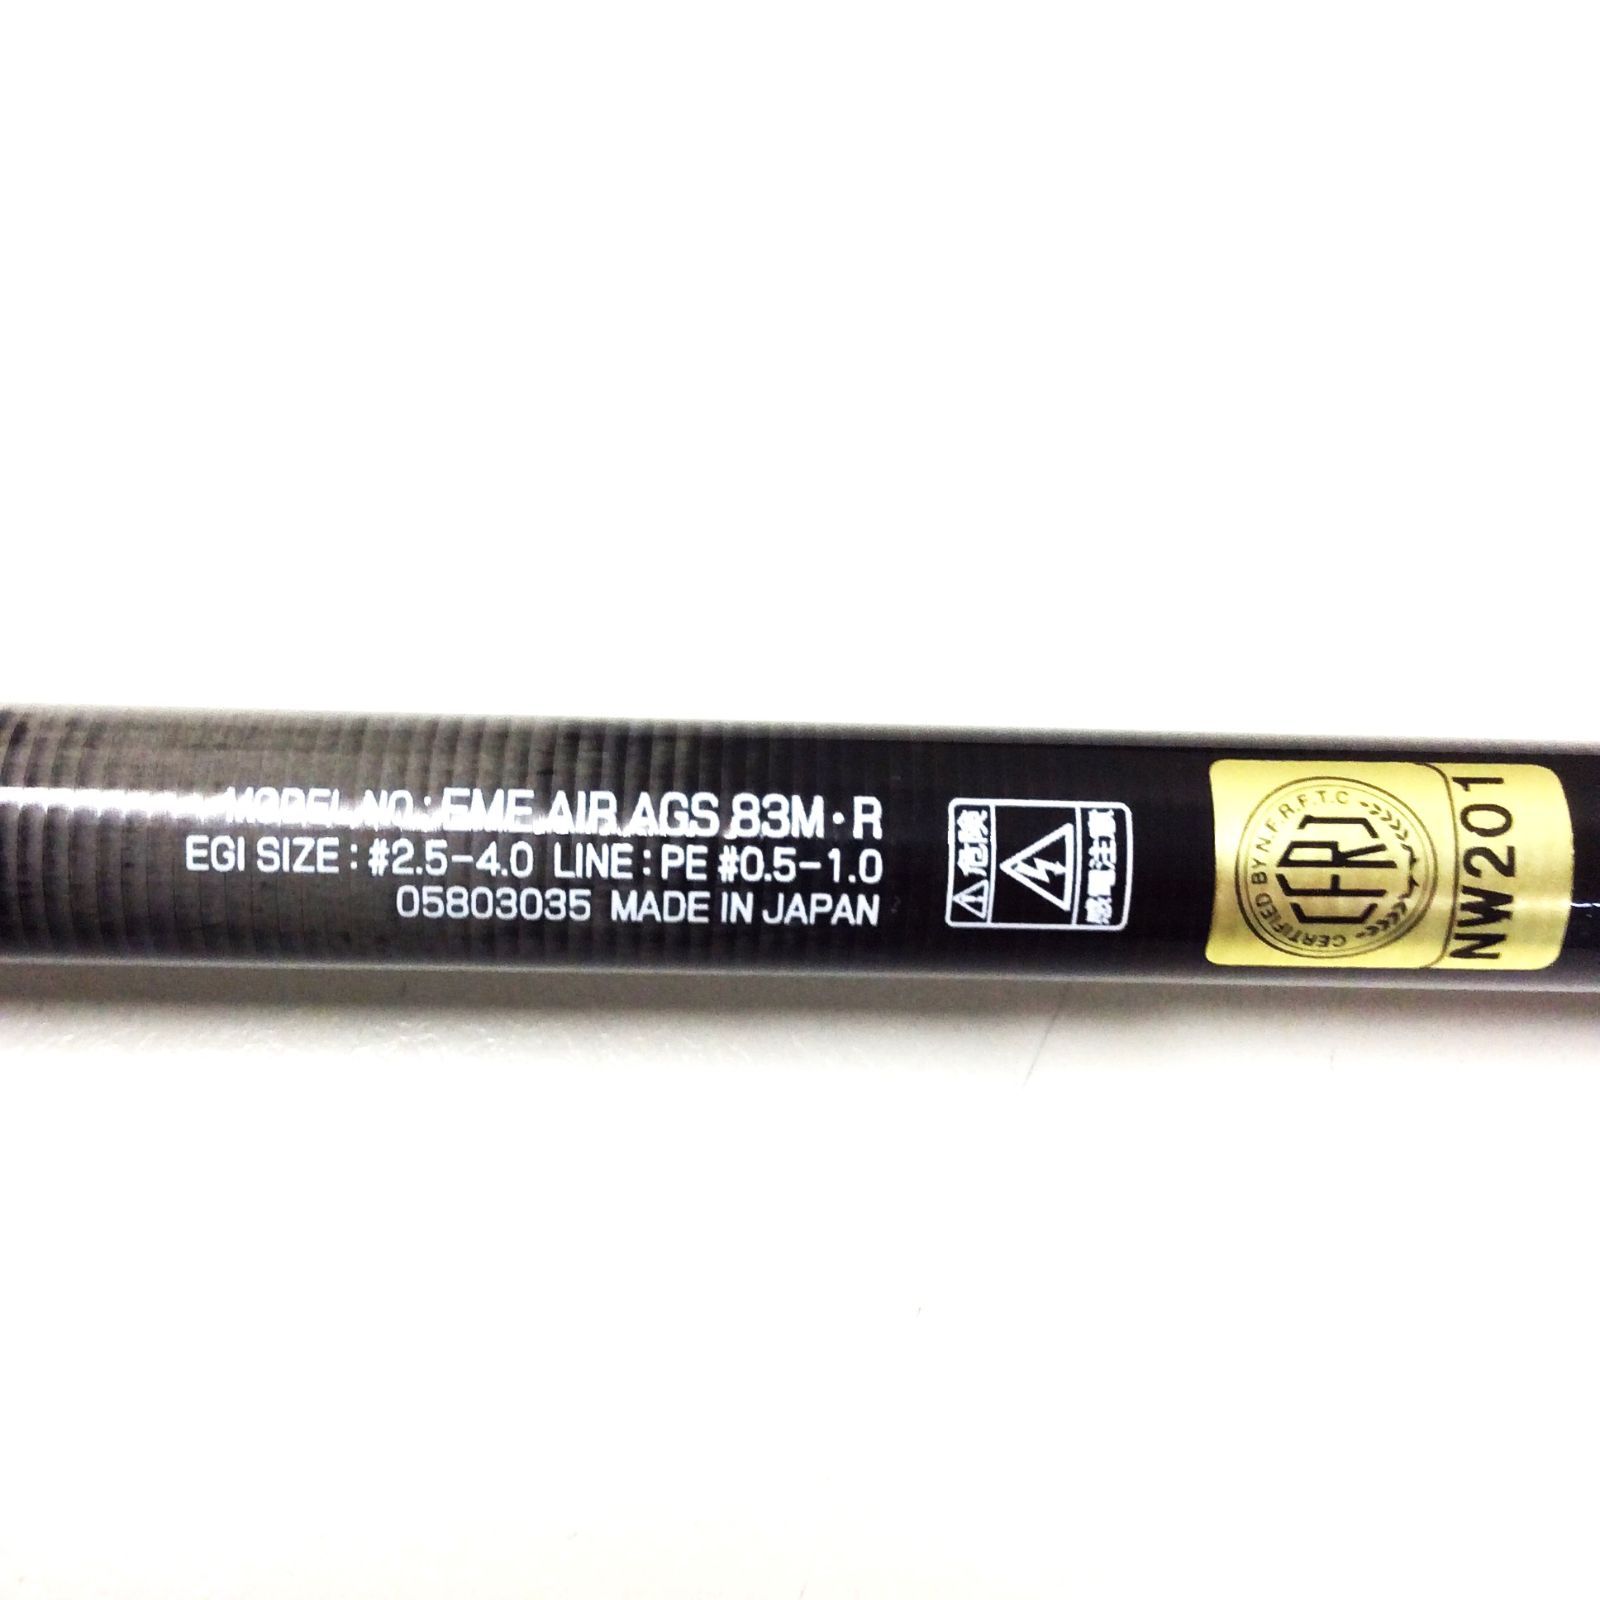 MODEL NO.: EME AIR AGS 83M・R
EGI SIZE : #2.5-4.0 LINE : PE #0.5-1.0
05803035 MADE IN JAPAN
危険
感電注意
CERTIFIED BY N.F.R.F.T.C
CFRJ
NW201